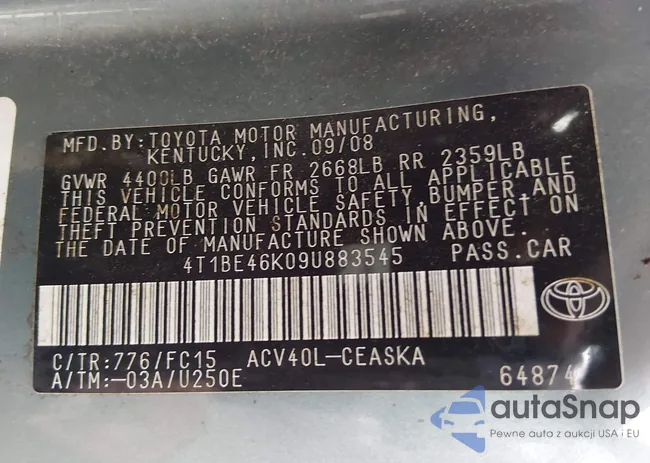 MFD.BY:TOYOTA MOTOR MANUFACTURING,
KENTUCKY,INC.09/08
GVWR 4400LB GAWR FR 2668LB RR 2359LB
THIS VEHICLE CONFORMS TO ALL APPLICABLE
FEDERAL MOTOR VEHICLE SAFETY,BUMPER,AND
THEFT PREVENTION STANDARDS IN EFFECT ON
THE DATE OF MANUFACTURE SHOWN ABOVE.
4T1BE46K09U883545 PASS.CAR
C/TR:776/FC15 ACV40L-CEASKA
A/TM:-03A/U250E 64874
autaSnap
Pewne auta z aukcji USA i EU